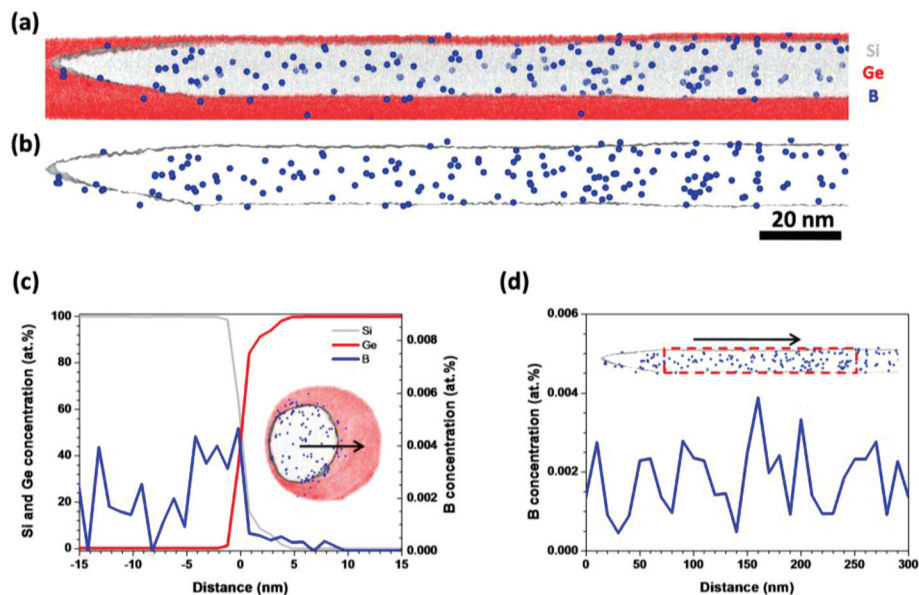 (a)
Si
Ge
B
(b)
20 nm
(c)
100
80
60
40
20
0
Si and Ge concentration (at.%)
Si
Ge
B
0.008
0.006
0.004
0.002
0.000
B concentration (at.%)
-15
-10
-5
0
5
10
15
Distance (nm)
(d)
0.006
0.004
0.002
0.000
B concentration (at.%)
0
50
100
150
200
250
300
Distance (nm)